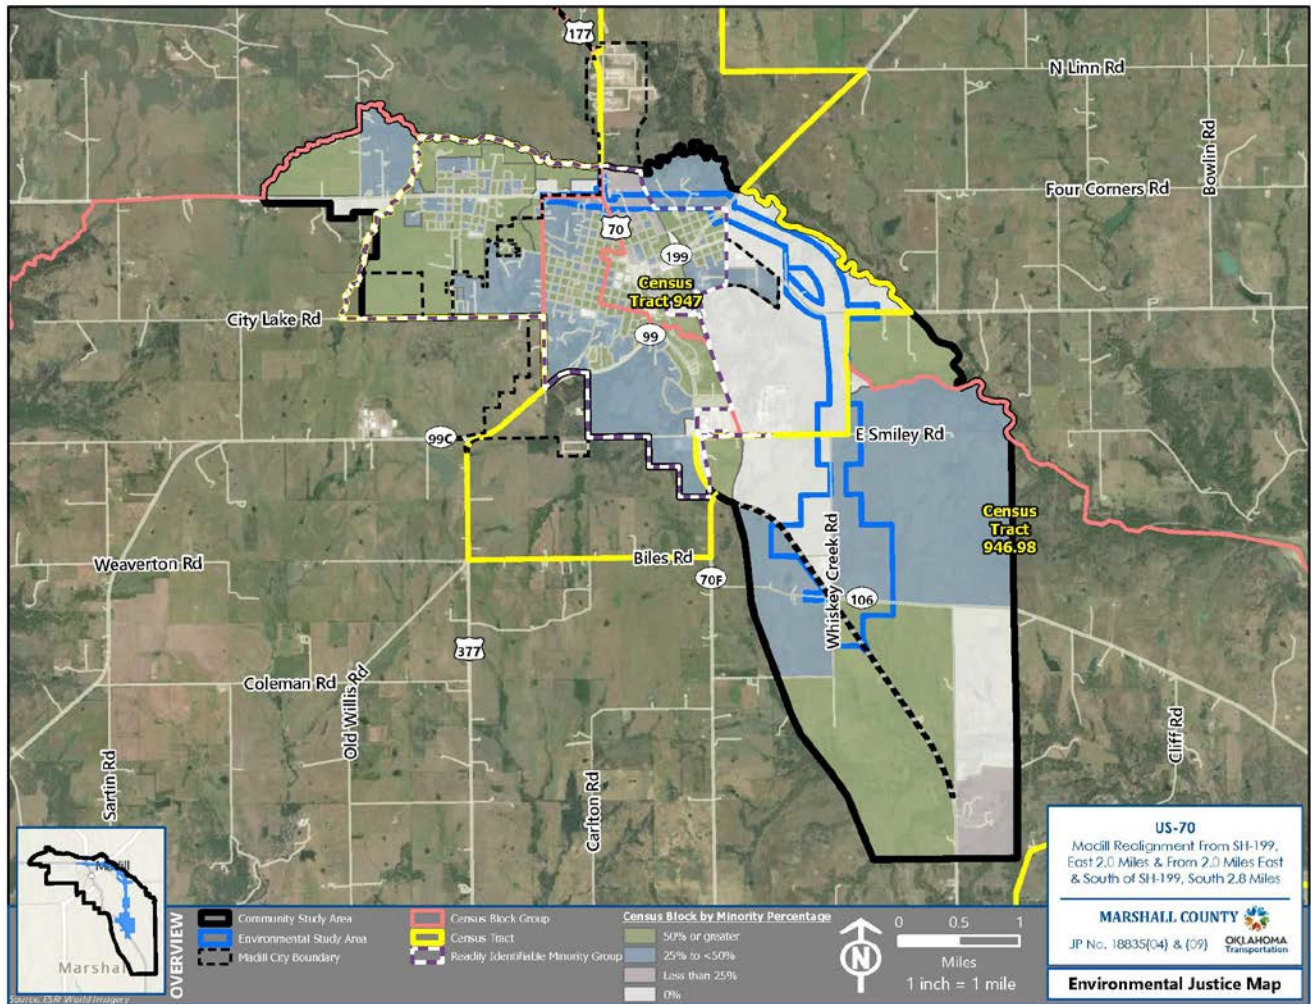 177
N Linn Rd
Bowlin Rd
Four Corners Rd
70
199
Census
Tract 947
City Lake Rd
99
99C
E Smiley Rd
Census
Tract
946.98
Weaverton Rd
Biles Rd
70F
Whiskey Creek Rd
106
377
Coleman Rd
Old Willis Rd
Sartin Rd
Carlton Rd
Cliff Rd
US-70
Madill Realignment From SH-199,
East 2.0 Miles & From 2.0 Miles East
& South of SH-199, South 2.8 Miles
MARSHALL COUNTY
JP No. 18835(04) & (09)
OKLAHOMA
Transportation
Environmental Justice Map
Madill
Marshall
OVERVIEW
Community Study Area
Environmental Study Area
Madill City Boundary
Census Block Group
Census Tract
Readily Identifiable Minority Group
Census Block by Minority Percentage
50% or greater
25% to <50%
Less than 25%
0%
N
0 0.5 1
Miles
1 inch = 1 mile
Source: ESRI World Imagery